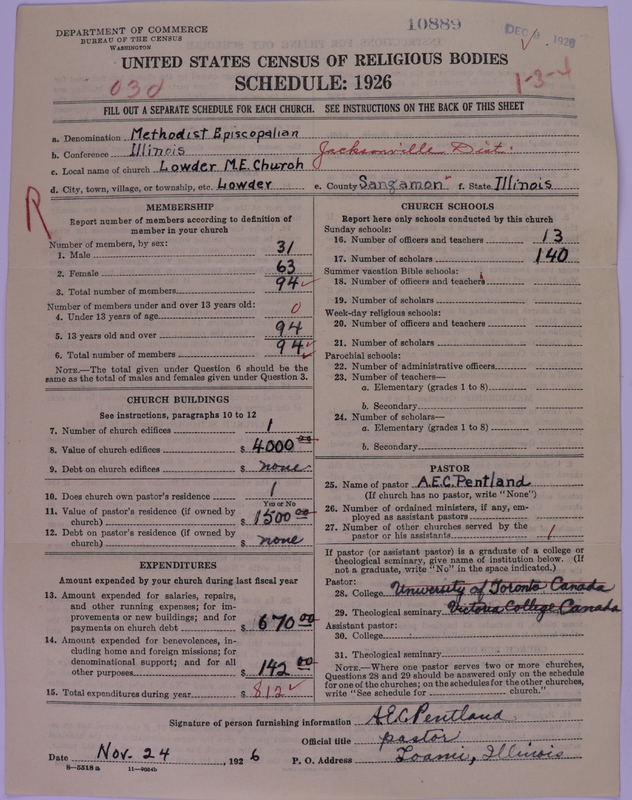 DEPARTMENT OF COMMERCE
BUREAU OF THE CENSUS
WASHINGTON
10889
DEC 9 1926
UNITED STATES CENSUS OF RELIGIOUS BODIES
SCHEDULE: 1926
03d
1-3-4
FILL OUT A SEPARATE SCHEDULE FOR EACH CHURCH. SEE INSTRUCTIONS ON THE BACK OF THIS SHEET
a. Denomination Methodist Episcopalian
b. Conference Illinois Jacksonville Dist.
c. Local name of church Lowder M.E. Church
d. City, town, village, or township, etc. Lowder e. County Sangamon f. State Illinois
R
MEMBERSHIP
Report number of members according to definition of
member in your church
Number of members, by sex:
1. Male 31
2. Female 63
3. Total number of members 94
Number of members under and over 13 years old:
4. Under 13 years of age 0
5. 13 years old and over 94
6. Total number of members 94
NOTE.—The total given under Question 6 should be the
same as the total of males and females given under Question 3.
CHURCH BUILDINGS
See instructions, paragraphs 10 to 12
7. Number of church edifices 1
8. Value of church edifices $ 4000 00
9. Debt on church edifices $ none
10. Does church own pastor's residence 1
Yes or No
11. Value of pastor's residence (if owned by
church) $ 1500 00
12. Debt on pastor's residence (if owned by
church) $ none
EXPENDITURES
Amount expended by your church during last fiscal year
13. Amount expended for salaries, repairs,
and other running expenses; for im-
provements or new buildings; and for
payments on church debt $ 670 00
14. Amount expended for benevolences, in-
cluding home and foreign missions; for
denominational support; and for all
other purposes $ 142 00
15. Total expenditures during year $ 812
CHURCH SCHOOLS
Report here only schools conducted by this church
Sunday schools:
16. Number of officers and teachers 13
17. Number of scholars 140
Summer vacation Bible schools:
18. Number of officers and teachers
19. Number of scholars
Week-day religious schools:
20. Number of officers and teachers
21. Number of scholars
Parochial schools:
22. Number of administrative officers
23. Number of teachers—
a. Elementary (grades 1 to 8)
b. Secondary
24. Number of scholars—
a. Elementary (grades 1 to 8)
b. Secondary
PASTOR
25. Name of pastor A.E.C. Pentland
(If church has no pastor, write "None")
26. Number of ordained ministers, if any, em-
ployed as assistant pastors
27. Number of other churches served by the
pastor or his assistants 1
If pastor (or assistant pastor) is a graduate of a college or
theological seminary, give name of institution below. (If
not a graduate, write "No" in the space indicated.)
Pastor:
28. College University of Toronto Canada
29. Theological seminary Victoria College Canada
Assistant pastor:
30. College
31. Theological seminary
NOTE.—Where one pastor serves two or more churches,
Questions 28 and 29 should be answered only on the schedule
for one of the churches; on the schedules for the other churches,
write "See schedule for church."
Signature of person furnishing information A.E.C. Pentland
Official title pastor
Date Nov. 24, 1926 P. O. Address Loami, Illinois
8—5318 a